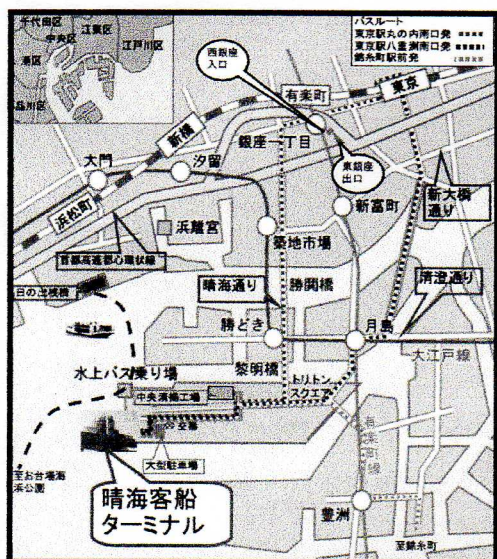 千代田区
中央区
江東区
江戸川区
港区
品川区
バスルート
東京駅丸の内南口発
東京駅八重洲南口発
錦糸町駅前発
西銀座
入口
有楽町
東京
新橋
銀座一丁目
東銀座
出口
大門
汐留
新大橋
通り
浜松町
新富町
浜離宮
築地市場
首都高速都心環状線
晴海通り
勝関橋
清澄通り
日の出桟橋
勝どき
月島
大江戸線
黎明橋
水上バス乗り場
中央清掃工場
トリトン
スクエア
有楽町線
大型駐車場
至お台場海
浜公園
晴海客船
ターミナル
豊洲
至錦糸町